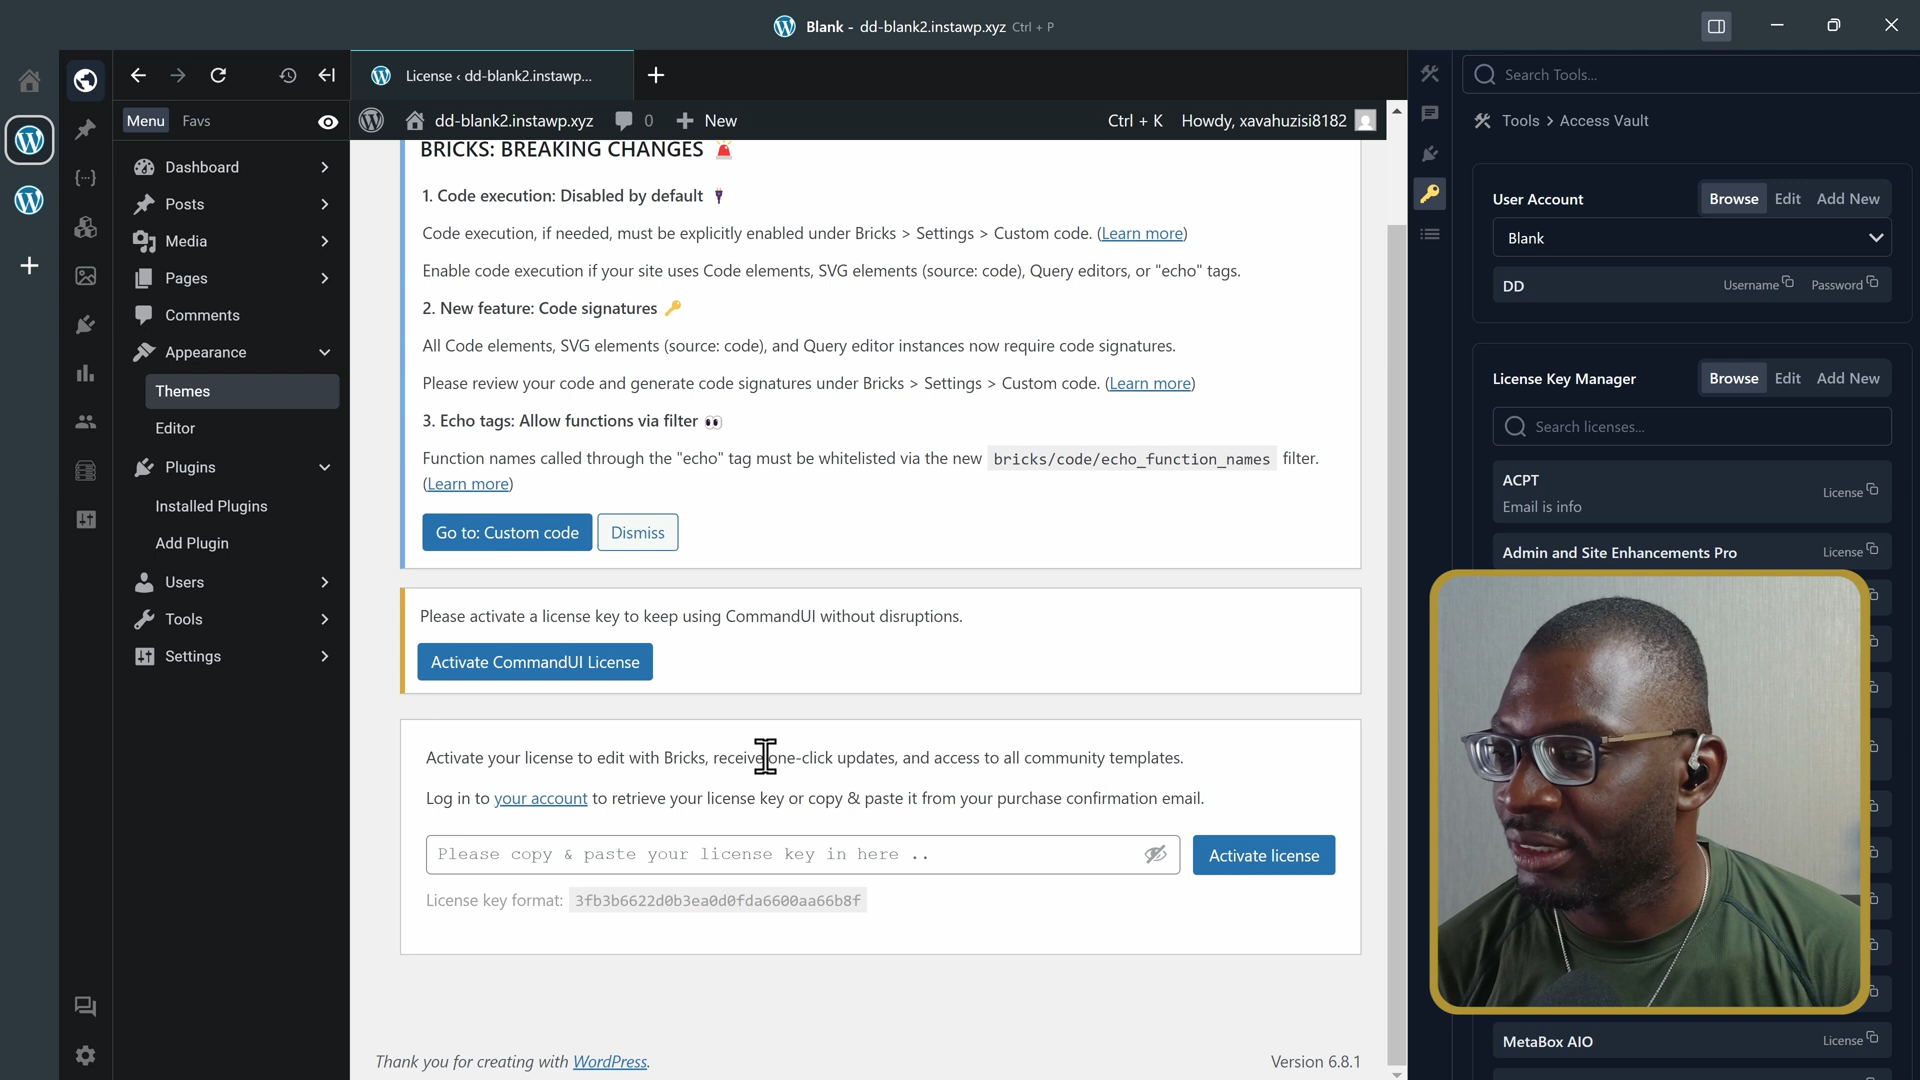 Blank - dd-blank2.instawp.xyz Ctrl + P
License ‹ dd-blank2.instawp...
Search Tools...
Menu Favs
dd-blank2.instawp.xyz 0 New
Ctrl + K Howdy, xavahuzisi8182
Tools > Access Vault
Dashboard
Posts
Media
Pages
Comments
Appearance
Themes
Editor
Plugins
Installed Plugins
Add Plugin
Users
Tools
Settings
BRICKS: BREAKING CHANGES
1. Code execution: Disabled by default
Code execution, if needed, must be explicitly enabled under Bricks > Settings > Custom code. (Learn more)
Enable code execution if your site uses Code elements, SVG elements (source: code), Query editors, or "echo" tags.
2. New feature: Code signatures
All Code elements, SVG elements (source: code), and Query editor instances now require code signatures.
Please review your code and generate code signatures under Bricks > Settings > Custom code. (Learn more)
3. Echo tags: Allow functions via filter
Function names called through the "echo" tag must be whitelisted via the new bricks/code/echo_function_names filter.
(Learn more)
Go to: Custom code Dismiss
Please activate a license key to keep using CommandUI without disruptions.
Activate CommandUI License
Activate your license to edit with Bricks, receive one-click updates, and access to all community templates.
Log in to your account to retrieve your license key or copy & paste it from your purchase confirmation email.
Please copy & paste your license key in here ..
Activate license
License key format: 3fb3b6622d0b3ea0d0fda6600aa66b8f
Thank you for creating with WordPress.
Version 6.8.1
User Account Browse Edit Add New
Blank
DD Username Password
License Key Manager Browse Edit Add New
Search licenses...
ACPT
Email is info
License
Admin and Site Enhancements Pro License
MetaBox AIO License